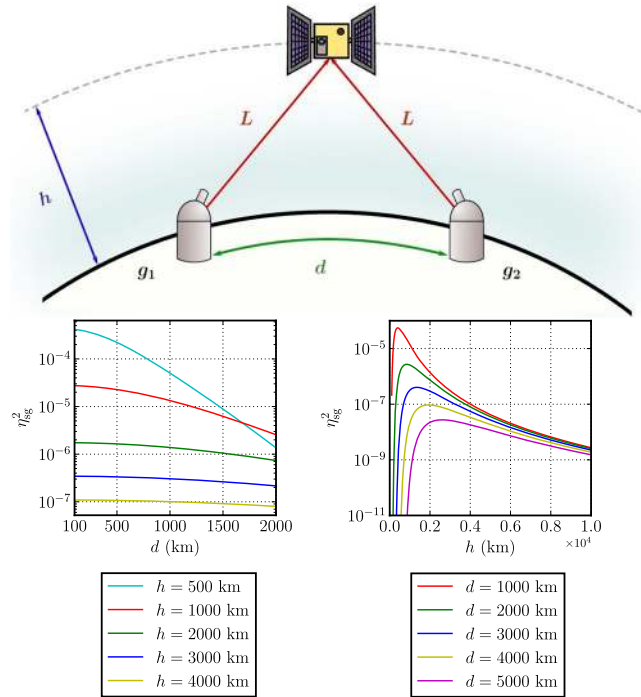 L
L
h
g₁
d
g₂
10⁻⁴
10⁻⁵
10⁻⁶
10⁻⁷
η²sg
100
500
1000
1500
2000
d (km)
10⁻⁵
10⁻⁷
10⁻⁹
10⁻¹¹
η²sg
0.0
0.2
0.4
0.6
0.8
1.0
×10⁴
h (km)
h = 500 km
h = 1000 km
h = 2000 km
h = 3000 km
h = 4000 km
d = 1000 km
d = 2000 km
d = 3000 km
d = 4000 km
d = 5000 km